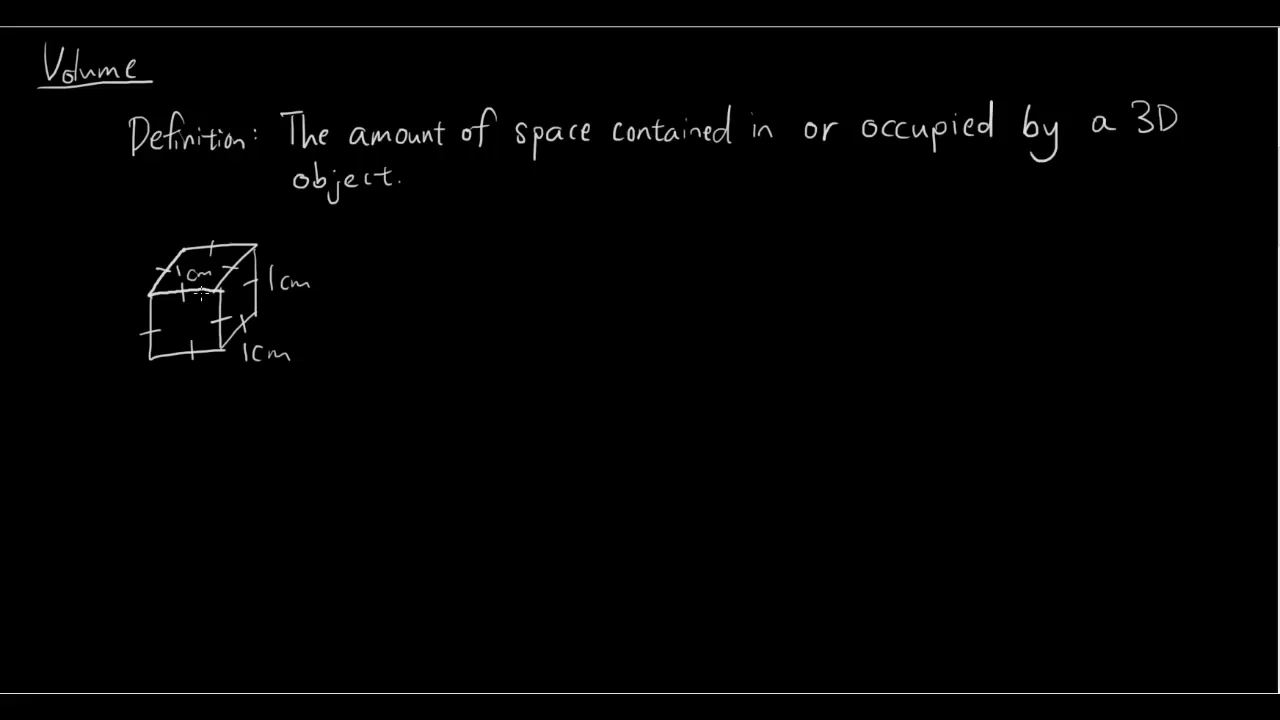 Volume
Definition: The amount of space contained in or occupied by a 3D
object.
1cm
1cm
1cm